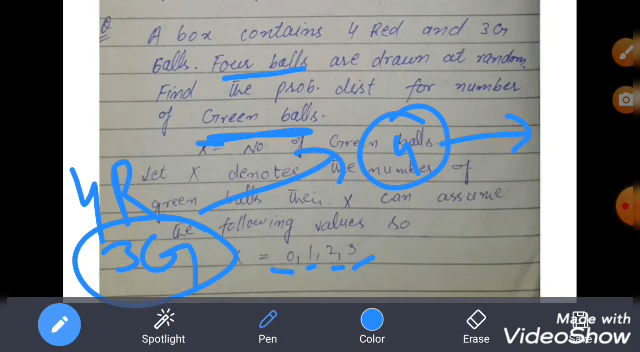 Q A box contains 4 Red and 3 Gr
balls. Four balls are drawn at random
Find the prob. dist for number
of Green balls.
X = No. of Green balls
4
4R
Let X denotes the number of
green balls then X can assume
the following values so
3G
X = 0, 1, 2, 3
Spotlight
Pen
Erase
Save
Made with
VideoShow